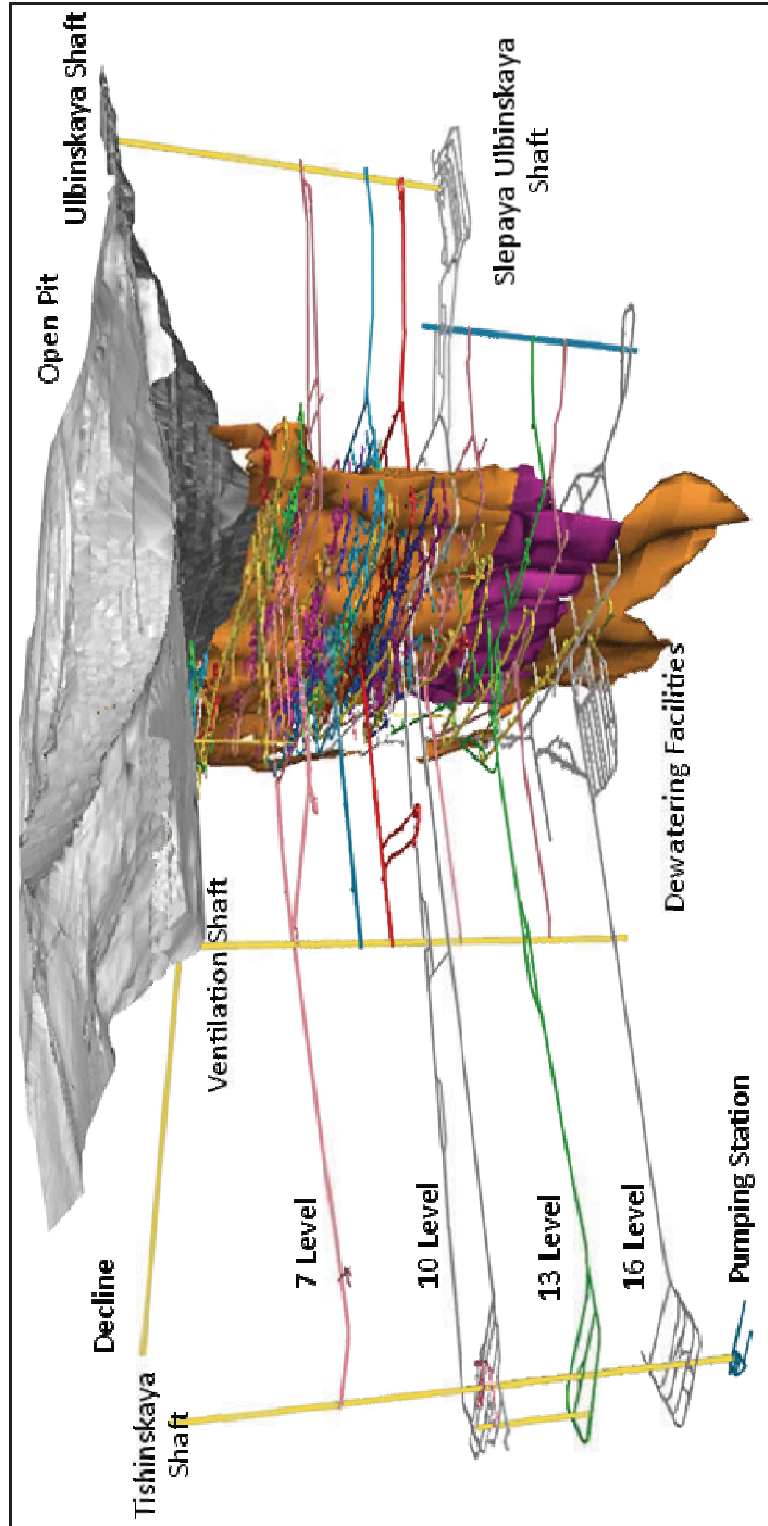 Tishinskaya
Shaft
Decline
Ventilation Shaft
Open Pit
Ulbinskaya Shaft
7 Level
10 Level
13 Level
16 Level
Slepaya Ulbinskaya
Shaft
Dewatering Facilities
Pumping Station